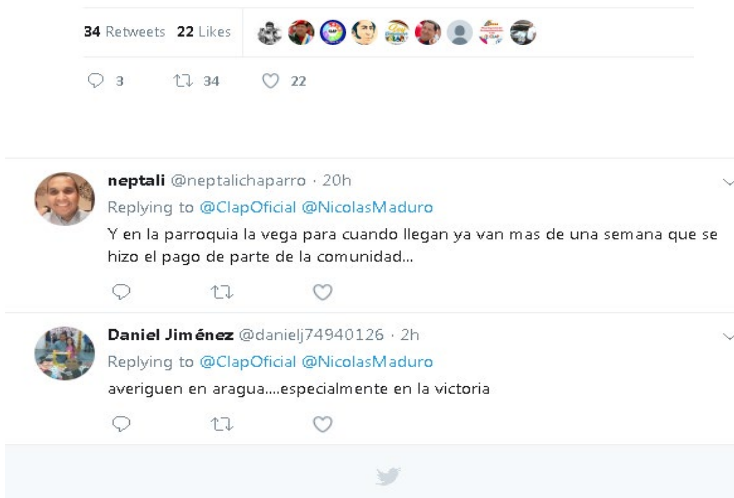 34 Retweets 22 Likes
3 34 22
neptali @neptalichaparro · 20h
Replying to @ClapOficial @NicolasMaduro
Y en la parroquia la vega para cuando llegan ya van mas de una semana que se
hizo el pago de parte de la comunidad...
Daniel Jiménez @danielj74940126 · 2h
Replying to @ClapOficial @NicolasMaduro
averiguen en aragua....especialmente en la victoria